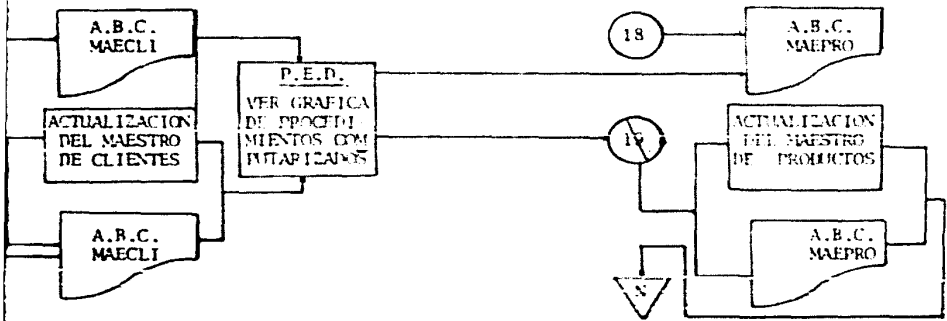 A.B.C.
MAECLI
P.E.D.
VER GRAFICA
DE PROCEDI
MIENTOS COM
PUTARIZADOS
ACTUALIZACION
DEL MAESTRO
DE CLIENTES
A.B.C.
MAECLI
18
A.B.C.
MAEPRO
19
ACTUALIZACION
DEL MAESTRO
DE PRODUCTOS
A.B.C.
MAEPRO
N